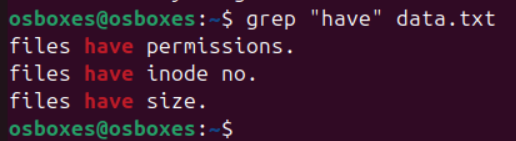 osboxes@osboxes:~$ grep "have" data.txt
files have permissions.
files have inode no.
files have size.
osboxes@osboxes:~$